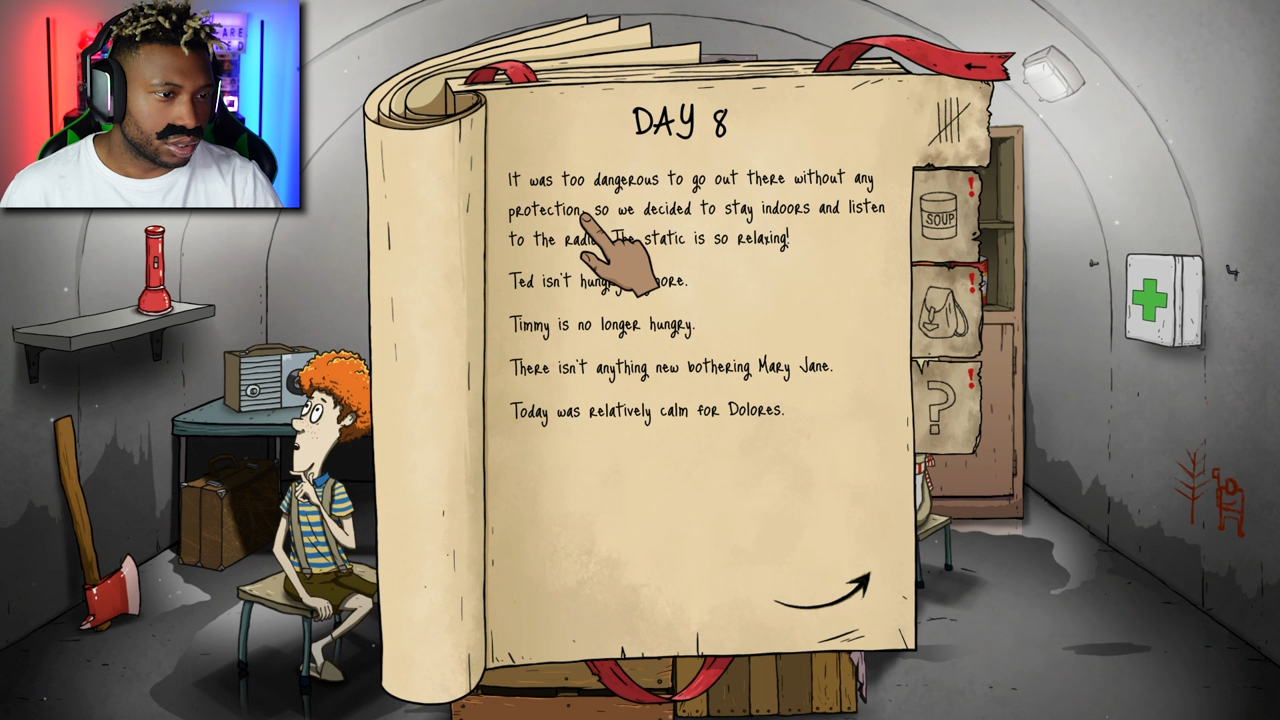 DAY 8
It was too dangerous to go out there without any
protection, so we decided to stay indoors and listen
to the static is so relaxing!
Ted isn't
Timmy is no longer hungry.
There isn't anything new bothering Mary Jane.
Today was relatively calm for Dolores.
!
SOUP
!
?
!